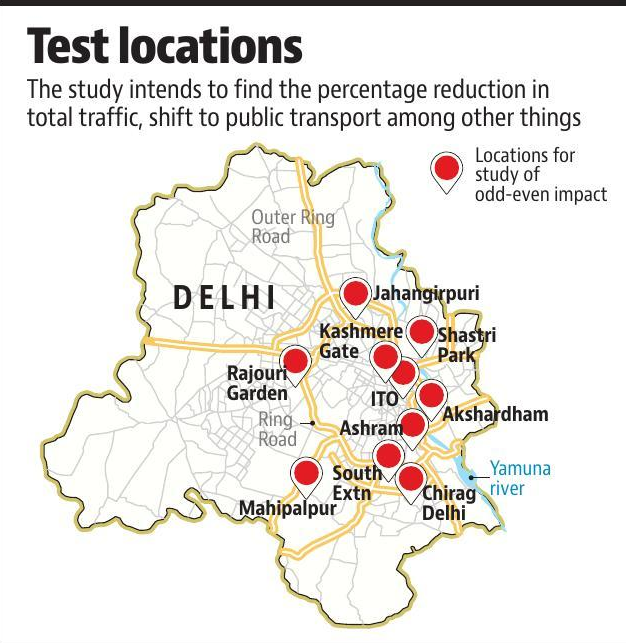 Test locations
The study intends to find the percentage reduction in
total traffic, shift to public transport among other things
Locations for
study of
odd-even impact
Outer Ring
Road
DELHI
Jahangirpuri
Kashmere
Gate
Shastri
Park
Rajouri
Garden
ITO
Akshardham
Ring
Road
Ashram
South
Extn
Yamuna
river
Mahipalpur
Chirag
Delhi